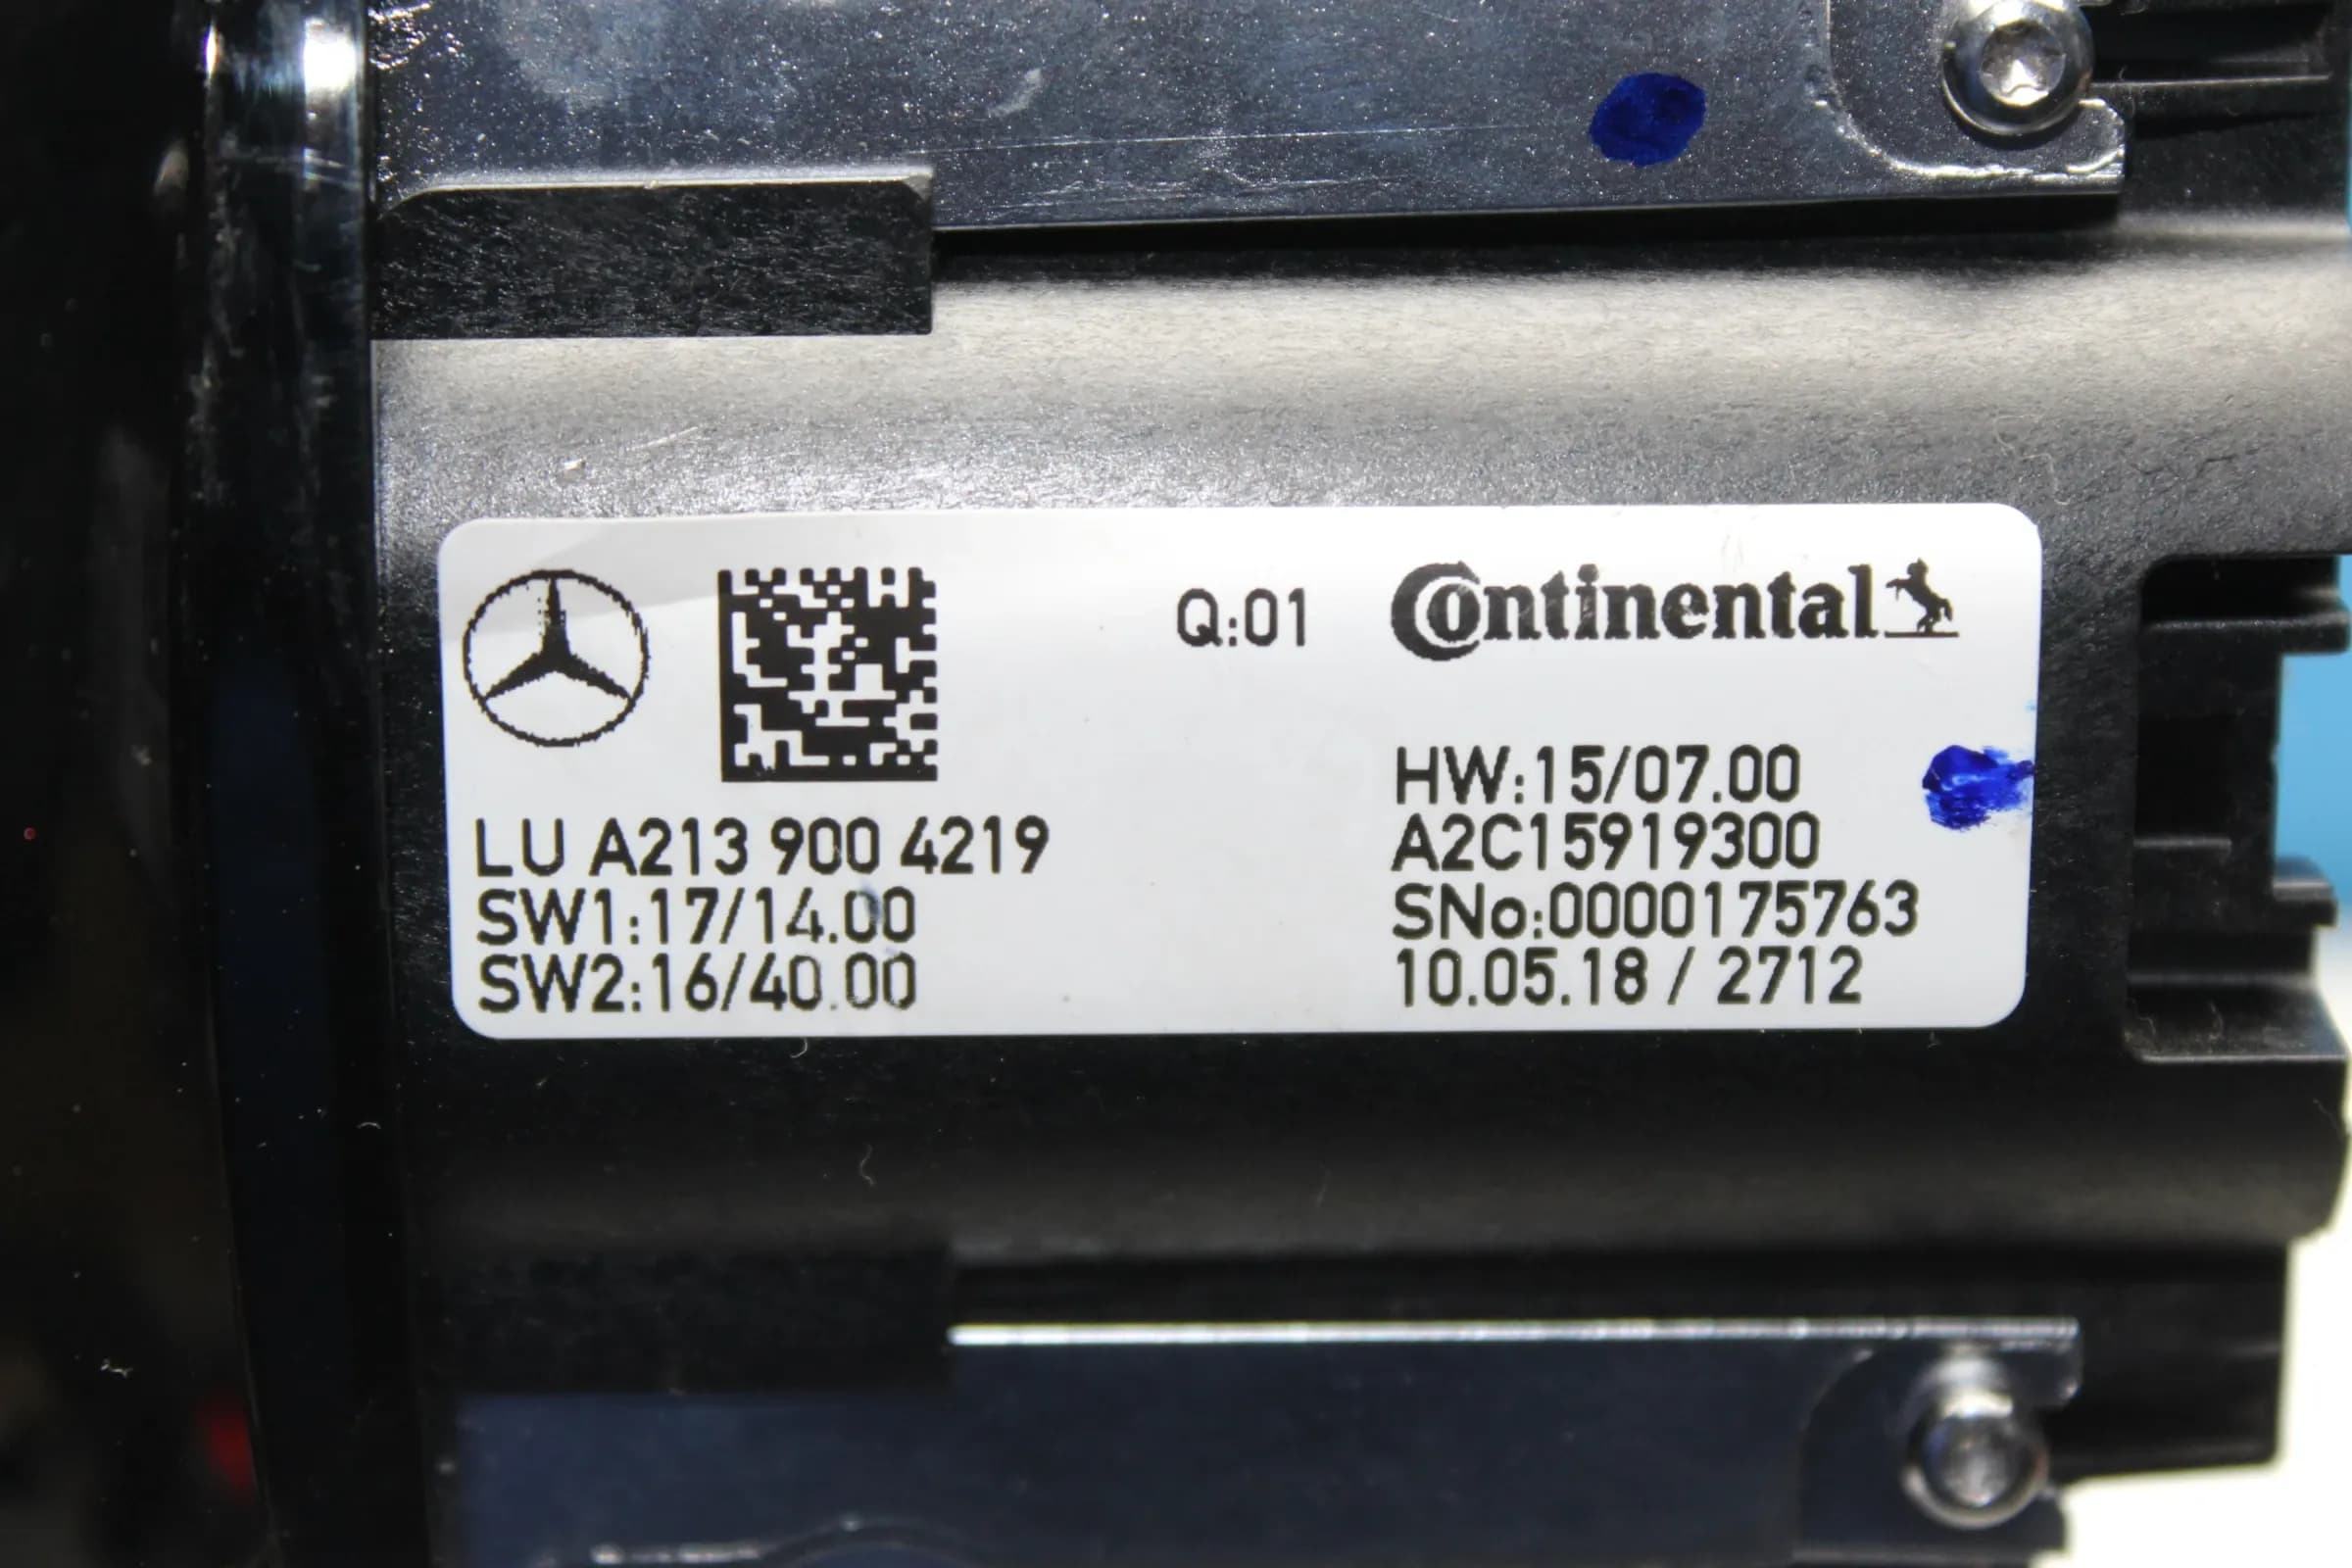 Q:01 Continental
LU A213 900 4219
SW1:17/14.00
SW2:16/40.00
HW:15/07.00
A2C15919300
SNo:0000175763
10.05.18 / 2712